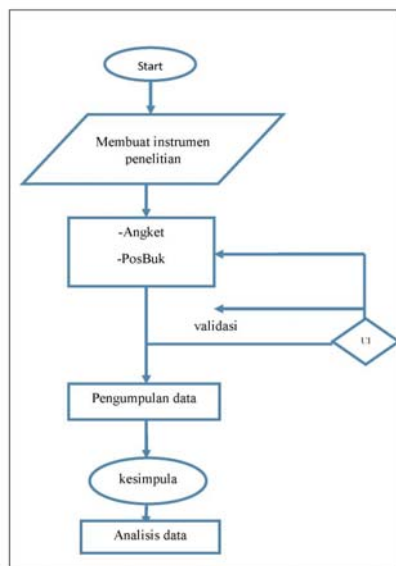 Start
Membuat instrumen
penelitian
-Angket
-PosBuk
validasi
Pengumpulan data
kesimpula
Analisis data